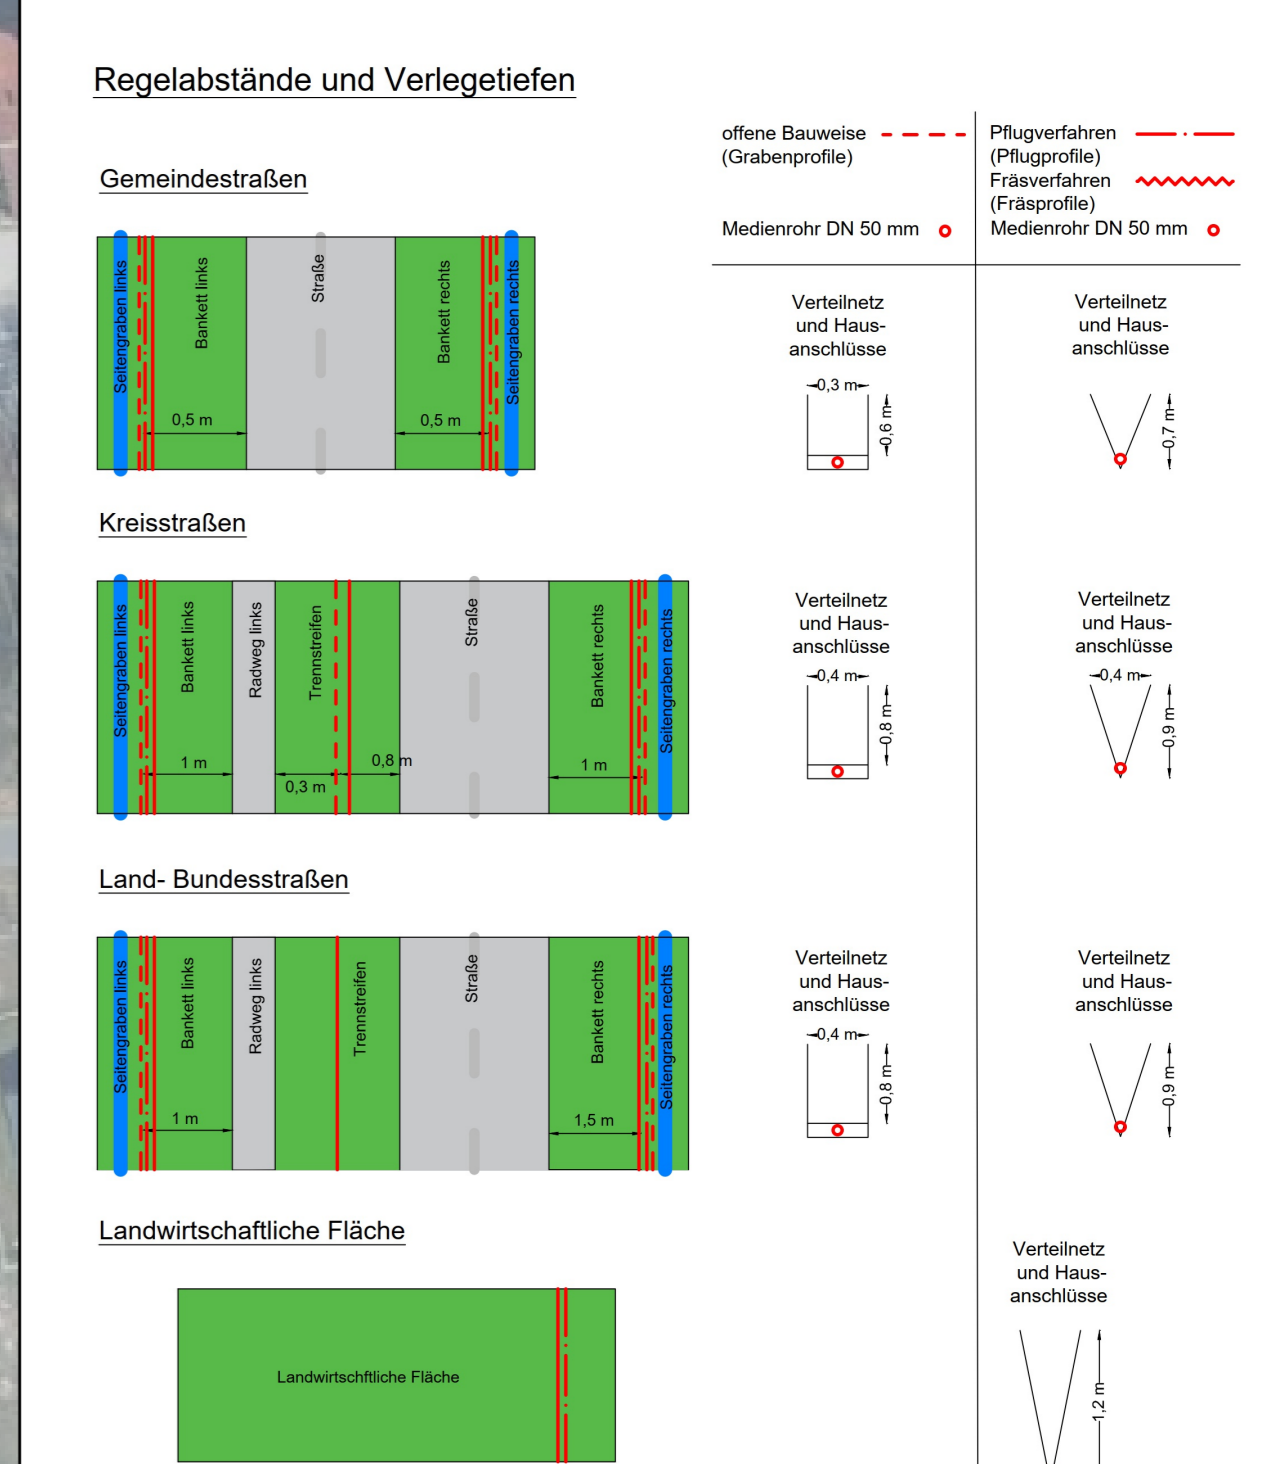 Regelabstände und Verlegetiefen
offene Bauweise
(Grabenprofile)
Medienrohr DN 50 mm
Pflugverfahren
(Pflugprofile)
Fräsverfahren
(Fräsprofile)
Medienrohr DN 50 mm
Gemeindestraßen
Seitengraben links
Bankett links
Straße
Bankett rechts
Seitengraben rechts
0,5 m
0,5 m
Verteilnetz
und Haus-
anschlüsse
0,3 m
0,6 m
Verteilnetz
und Haus-
anschlüsse
0,7 m
Kreisstraßen
Seitengraben links
Bankett links
Radweg links
Trennstreifen
Straße
Bankett rechts
Seitengraben rechts
1 m
0,3 m
0,8 m
1 m
Verteilnetz
und Haus-
anschlüsse
0,4 m
0,8 m
Verteilnetz
und Haus-
anschlüsse
0,4 m
0,9 m
Land- Bundesstraßen
Seitengraben links
Bankett links
Radweg links
Trennstreifen
Straße
Bankett rechts
Seitengraben rechts
1 m
1,5 m
Verteilnetz
und Haus-
anschlüsse
0,4 m
0,8 m
Verteilnetz
und Haus-
anschlüsse
0,9 m
Landwirtschaftliche Fläche
Landwirtschftliche Fläche
Verteilnetz
und Haus-
anschlüsse
1,2 m